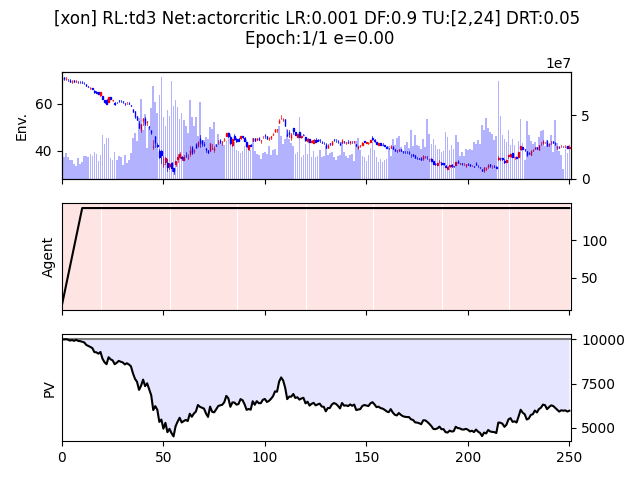 [xon] RL:td3 Net:actorcritic LR:0.001 DF:0.9 TU:[2,24] DRT:0.05
Epoch:1/1 e=0.00
1e7
Env.
60
40
5
0
Agent
100
50
PV
10000
7500
5000
0 50 100 150 200 250